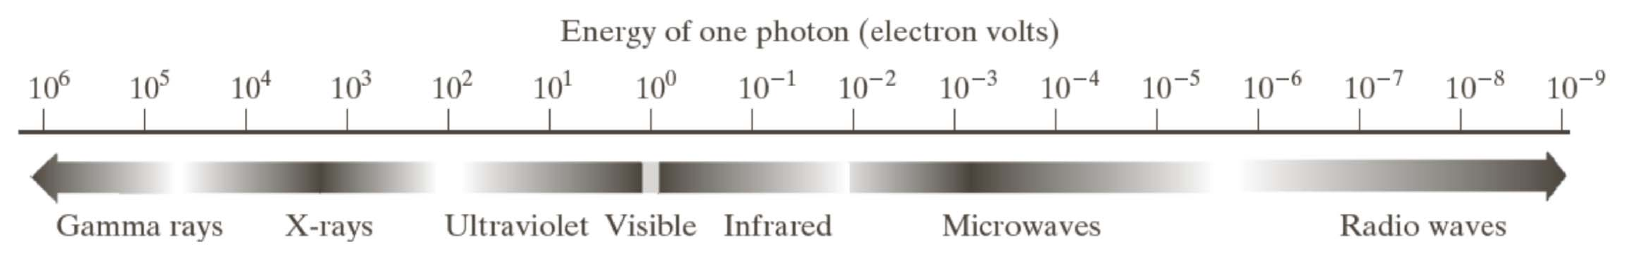 Energy of one photon (electron volts)
10⁶ 10⁵ 10⁴ 10³ 10² 10¹ 10⁰ 10⁻¹ 10⁻² 10⁻³ 10⁻⁴ 10⁻⁵ 10⁻⁶ 10⁻⁷ 10⁻⁸ 10⁻⁹
Gamma rays X-rays Ultraviolet Visible Infrared Microwaves Radio waves